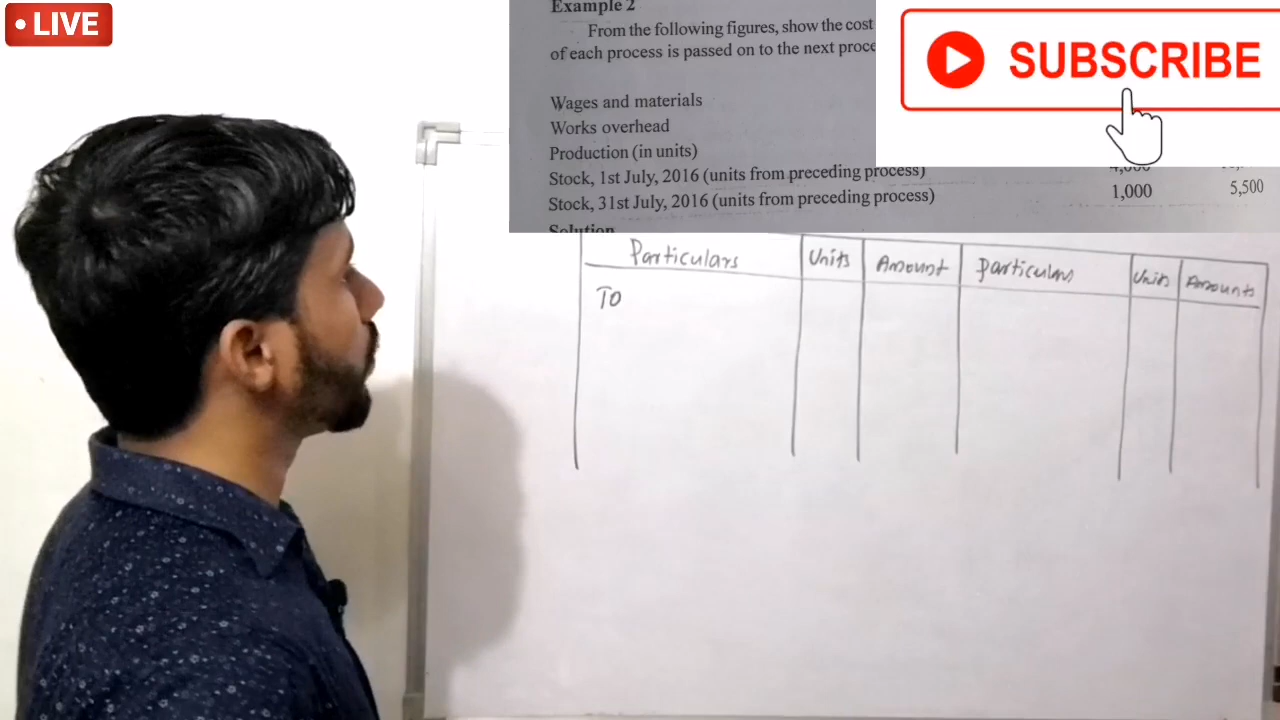 • LIVE
Example 2
From the following figures, show the cost
of each process is passed on to the next
SUBSCRIBE
Wages and materials
Works overhead
Production (in units)
Stock, 1st July, 2016 (units from preceding process)
Stock, 31st July, 2016 (units from preceding process) 1,000 5,500
Solution
Particulars Units Amount Particulars Units Amounts
To